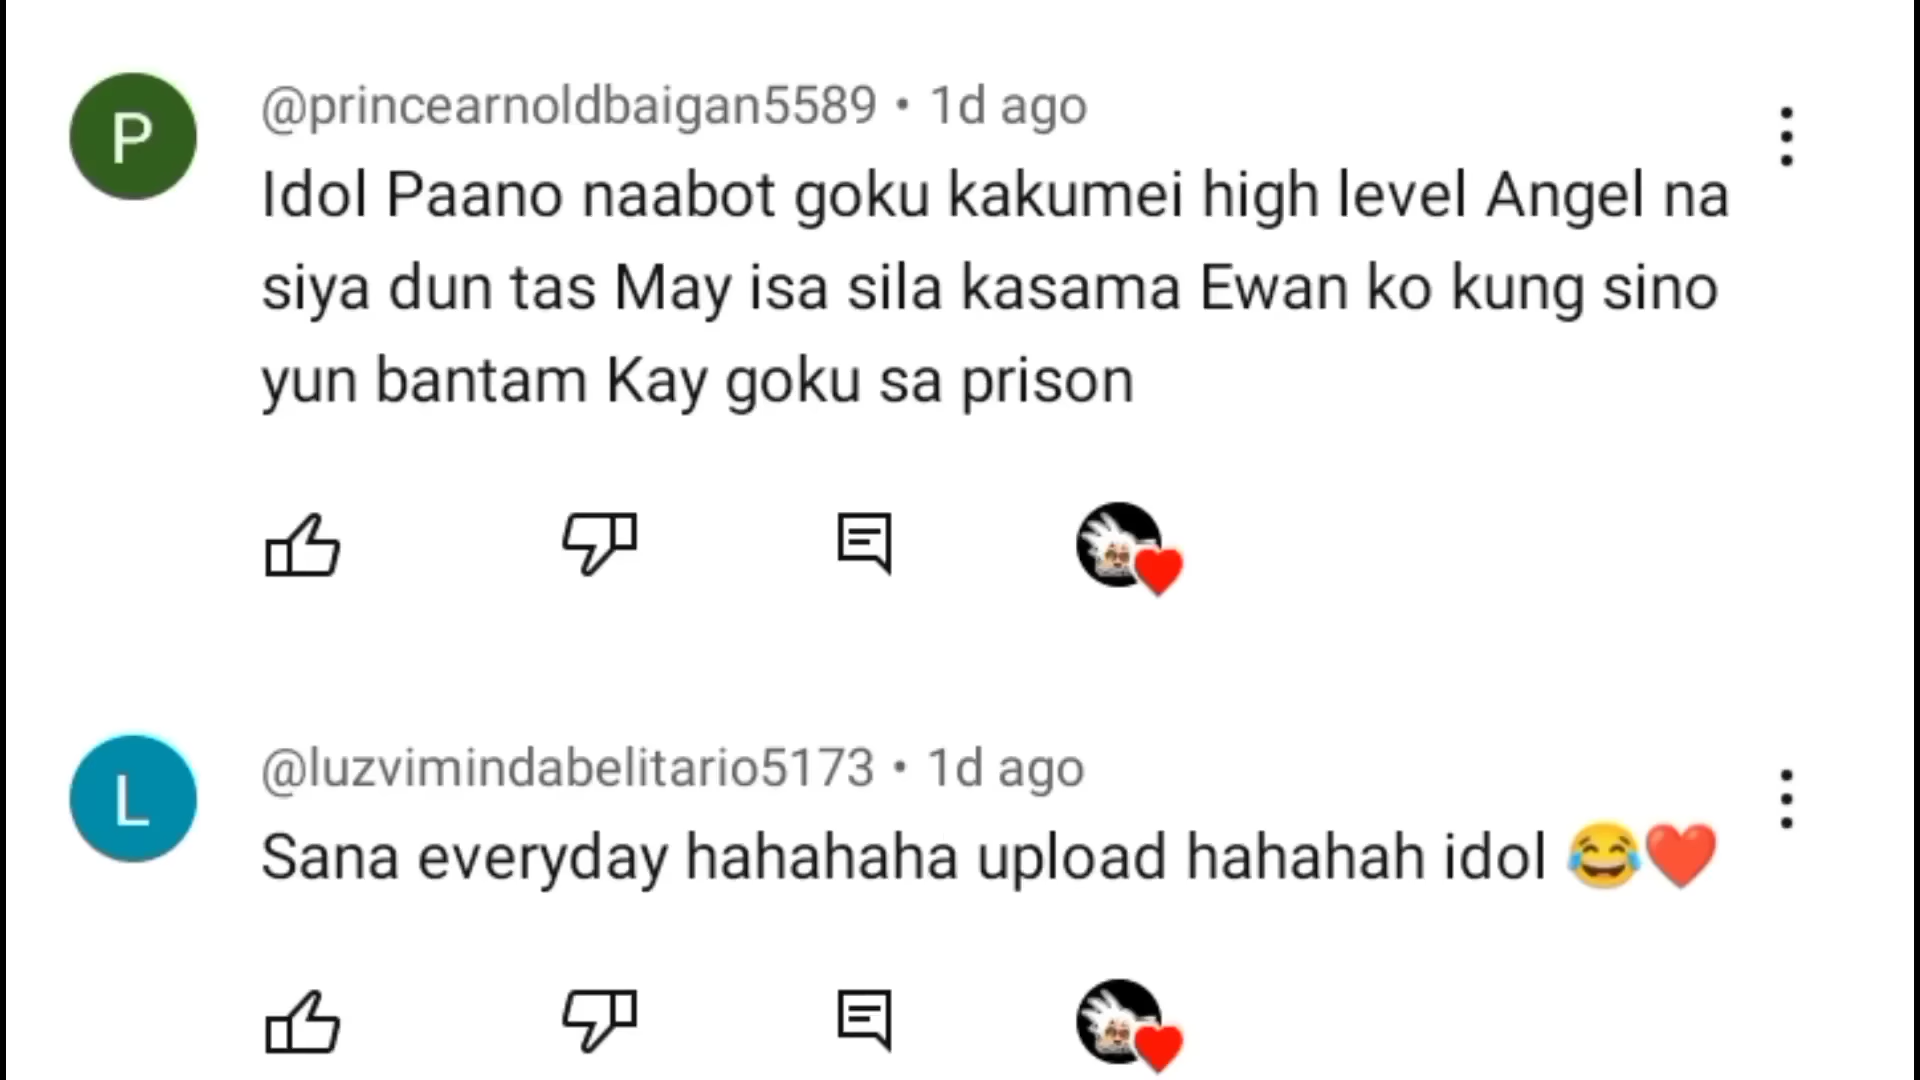 P
@princearnoldbaigan5589 • 1d ago
Idol Paano naabot goku kakumei high level Angel na
siya dun tas May isa sila kasama Ewan ko kung sino
yun bantam Kay goku sa prison
L
@luzvimindabelitario5173 • 1d ago
Sana everyday hahahaha upload hahahah idol 😂❤️